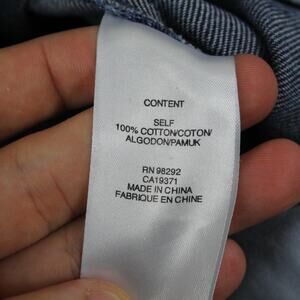 CONTENT
SELF
100% COTTON/COTON/
ALGODON/PAMUK
RN 98292
CA19371
MADE IN CHINA
FABRIQUE EN CHINE